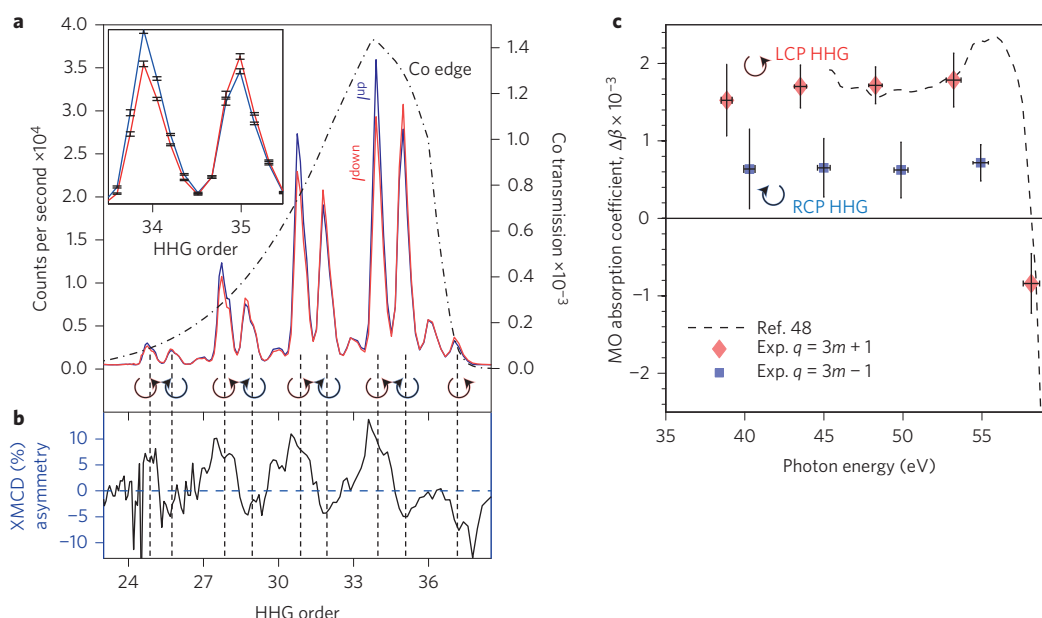 a
Counts per second ×10⁴
4.0
3.5
3.0
2.5
2.0
1.5
1.0
0.5
0.0
34
35
HHG order
Co edge
I^up
I^down
1.4
1.2
1.0
0.8
0.6
0.4
0.2
0.0
Co transmission ×10⁻³
b
XMCD (%)
asymmetry
10
5
0
−5
−10
24
27
30
33
36
HHG order
c
MO absorption coefficient, Δβ × 10⁻³
2
1
0
−1
−2
LCP HHG
RCP HHG
Ref. 48
Exp. q = 3m + 1
Exp. q = 3m − 1
35
40
45
50
55
Photon energy (eV)